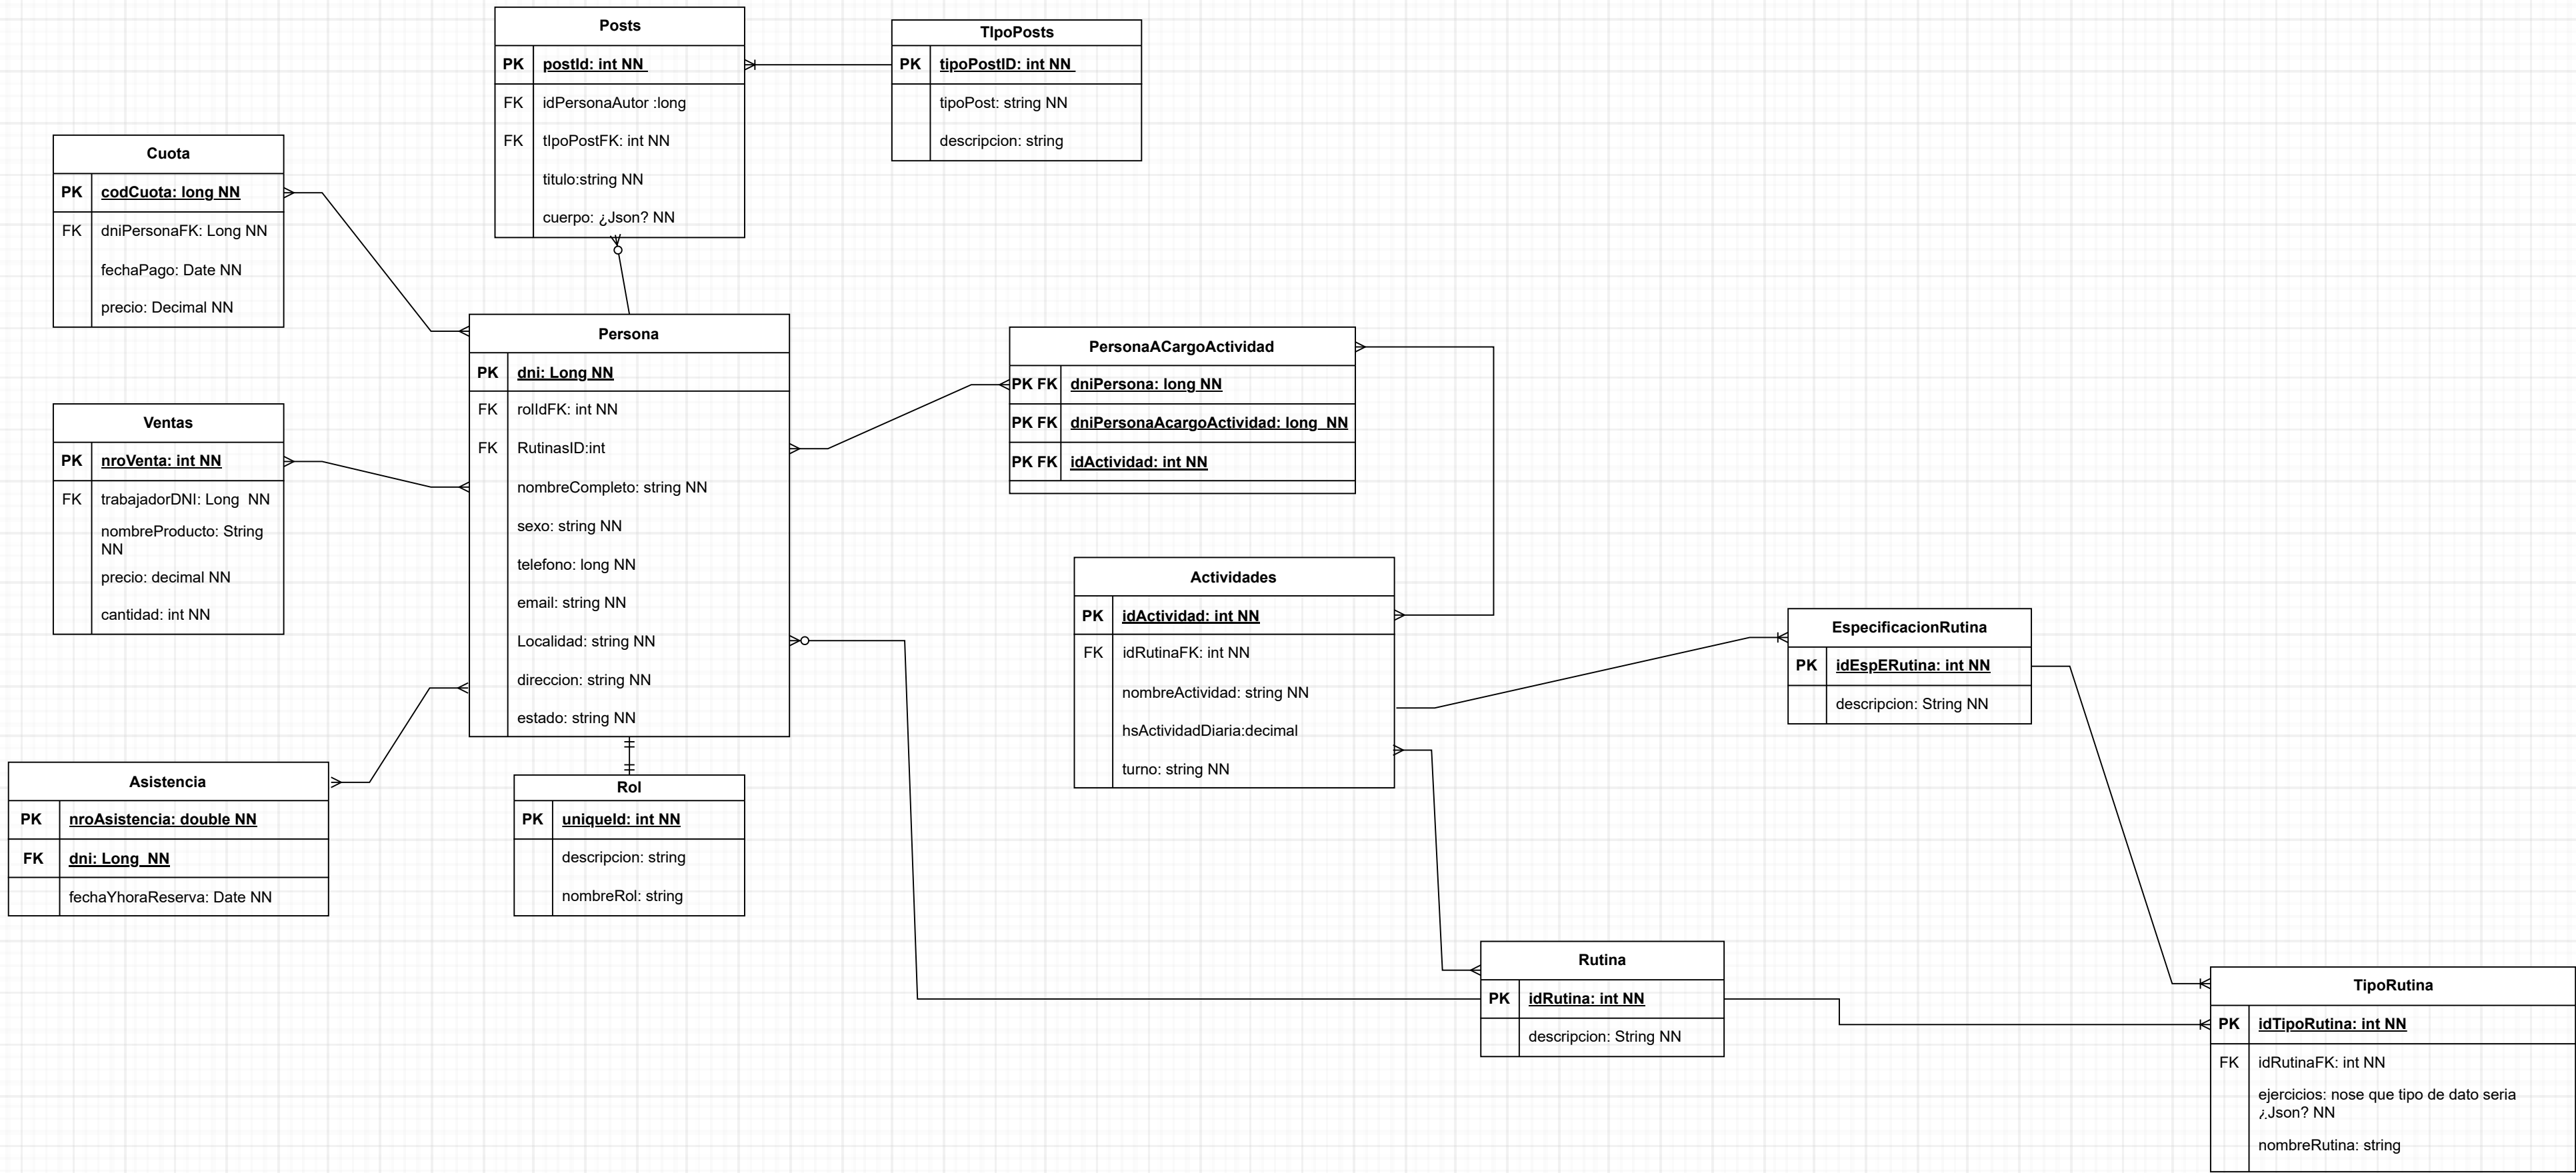 Posts
PK postId: int NN
FK idPersonaAutor :long
FK tIpoPostFK: int NN
titulo:string NN
cuerpo: ¿Json? NN
TIpoPosts
PK tipoPostID: int NN
tipoPost: string NN
descripcion: string
Cuota
PK codCuota: long NN
FK dniPersonaFK: Long NN
fechaPago: Date NN
precio: Decimal NN
Persona
PK dni: Long NN
FK rolIdFK: int NN
FK RutinasID:int
nombreCompleto: string NN
sexo: string NN
telefono: long NN
email: string NN
Localidad: string NN
direccion: string NN
estado: string NN
PersonaACargoActividad
PK FK dniPersona: long NN
PK FK dniPersonaAcargoActividad: long NN
PK FK idActividad: int NN
Ventas
PK nroVenta: int NN
FK trabajadorDNI: Long NN
nombreProducto: String
NN
precio: decimal NN
cantidad: int NN
Actividades
PK idActividad: int NN
FK idRutinaFK: int NN
nombreActividad: string NN
hsActividadDiaria:decimal
turno: string NN
EspecificacionRutina
PK idEspERutina: int NN
descripcion: String NN
Asistencia
PK nroAsistencia: double NN
FK dni: Long NN
fechaYhoraReserva: Date NN
Rol
PK uniqueId: int NN
descripcion: string
nombreRol: string
Rutina
PK idRutina: int NN
descripcion: String NN
TipoRutina
PK idTipoRutina: int NN
FK idRutinaFK: int NN
ejercicios: nose que tipo de dato seria
¿Json? NN
nombreRutina: string